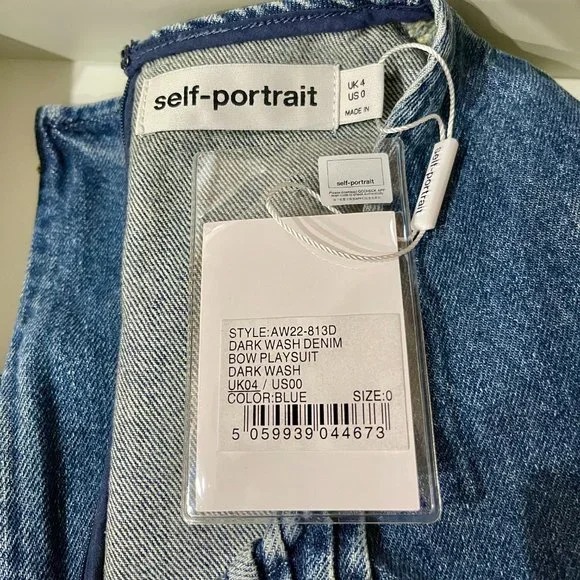 self-portrait
UK 4
US 0
MADE IN
self-portrait
self-portrait
STYLE:AW22-813D
DARK WASH DENIM
BOW PLAYSUIT
DARK WASH
UK04 / US00
COLOR:BLUE SIZE:0
5 059939 044673